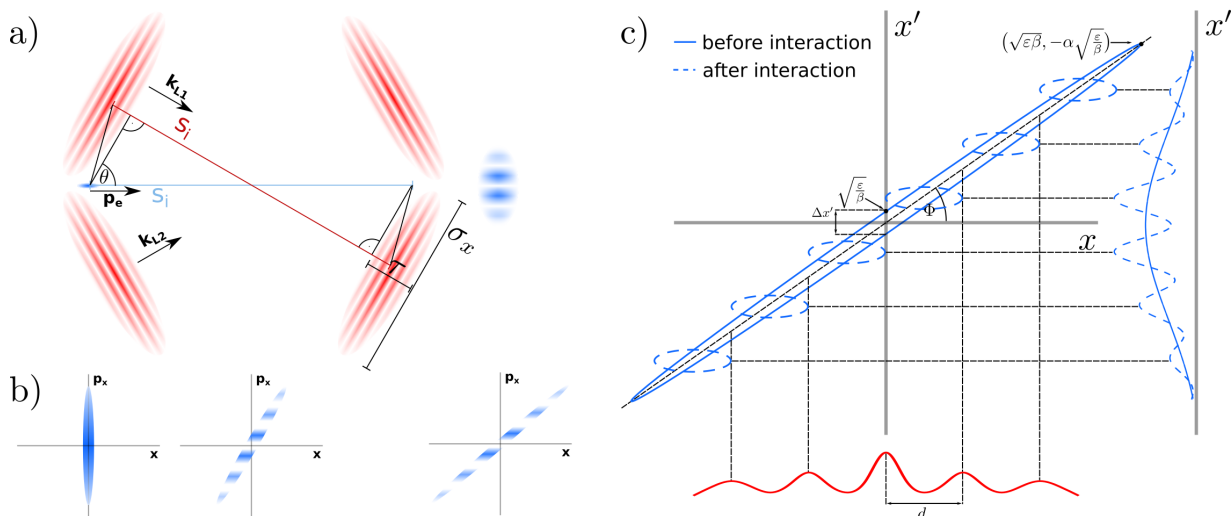 a)
k_L1
S_i
θ
S_i
p_e
k_L2
τ
σ_x
b)
p_x
x
p_x
x
p_x
x
c)
before interaction
after interaction
x′
x′
(√εβ, −α√ε/β)
√ε/β
Δx′
Φ
x
d